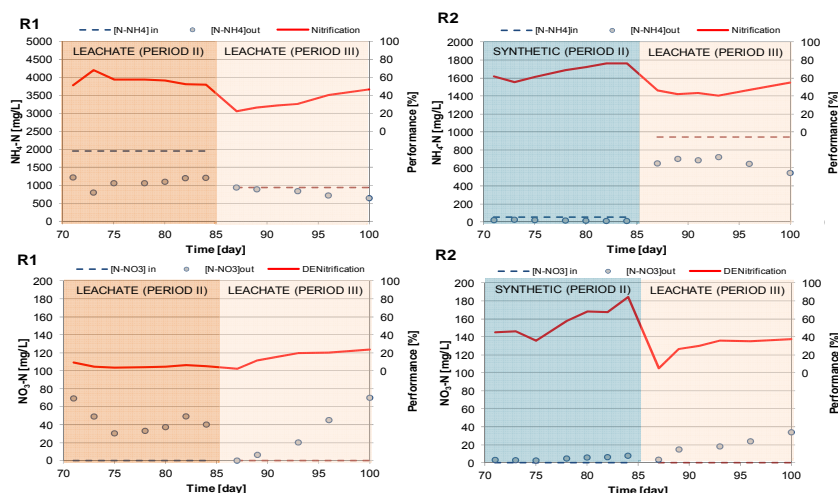 R1
[N-NH4] in [N-NH4]out Nitrification
LEACHATE (PERIOD II) LEACHATE (PERIOD III)
5000
4500
4000
3500
3000
2500
2000
1500
1000
500
0
NH4-N [mg/L]
100
80
60
40
20
0
Performance [%]
70 75 80 85 90 95 100
Time [day]
R2
[N-NH4] in [N-NH4]out Nitrification
SYNTHETIC (PERIOD II) LEACHATE (PERIOD III)
2000
1800
1600
1400
1200
1000
800
600
400
200
0
NH4-N [mg/L]
100
80
60
40
20
0
Performance [%]
70 75 80 85 90 95 100
Time [day]
R1
[N-NO3] in [N-NO3]out DENitrification
LEACHATE (PERIOD II) LEACHATE (PERIOD III)
200
180
160
140
120
100
80
60
40
20
0
NO3-N [mg/L]
100
80
60
40
20
0
Performance [%]
70 75 80 85 90 95 100
Time [day]
R2
[N-NO3] in [N-NO3]out DENitrification
SYNTHETIC (PERIOD II) LEACHATE (PERIOD III)
200
180
160
140
120
100
80
60
40
20
0
NO3-N [mg/L]
100
80
60
40
20
0
Performance [%]
70 75 80 85 90 95 100
Time [day]